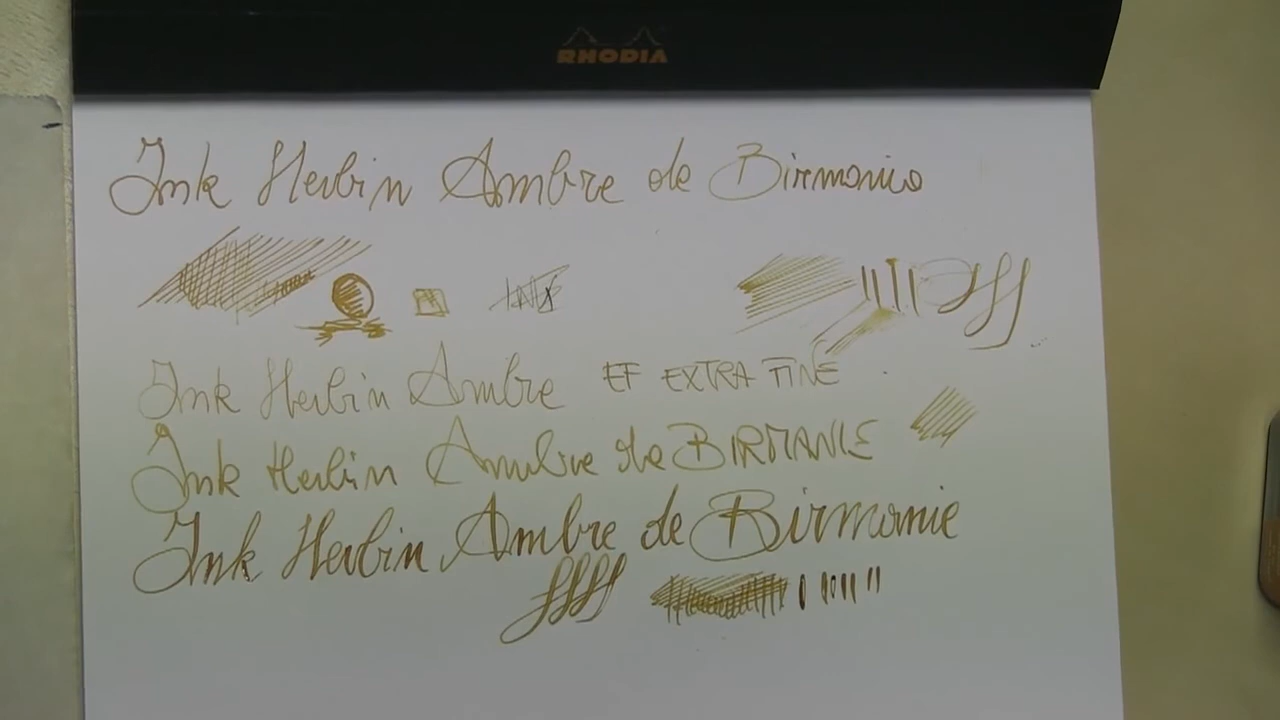 RHODIA
Ink Herbin Ambre de Birmanie
INK
Ink Herbin Ambre EF EXTRA FINE
Ink Herbin Ambre de BIRMANIE
Ink Herbin Ambre de Birmanie